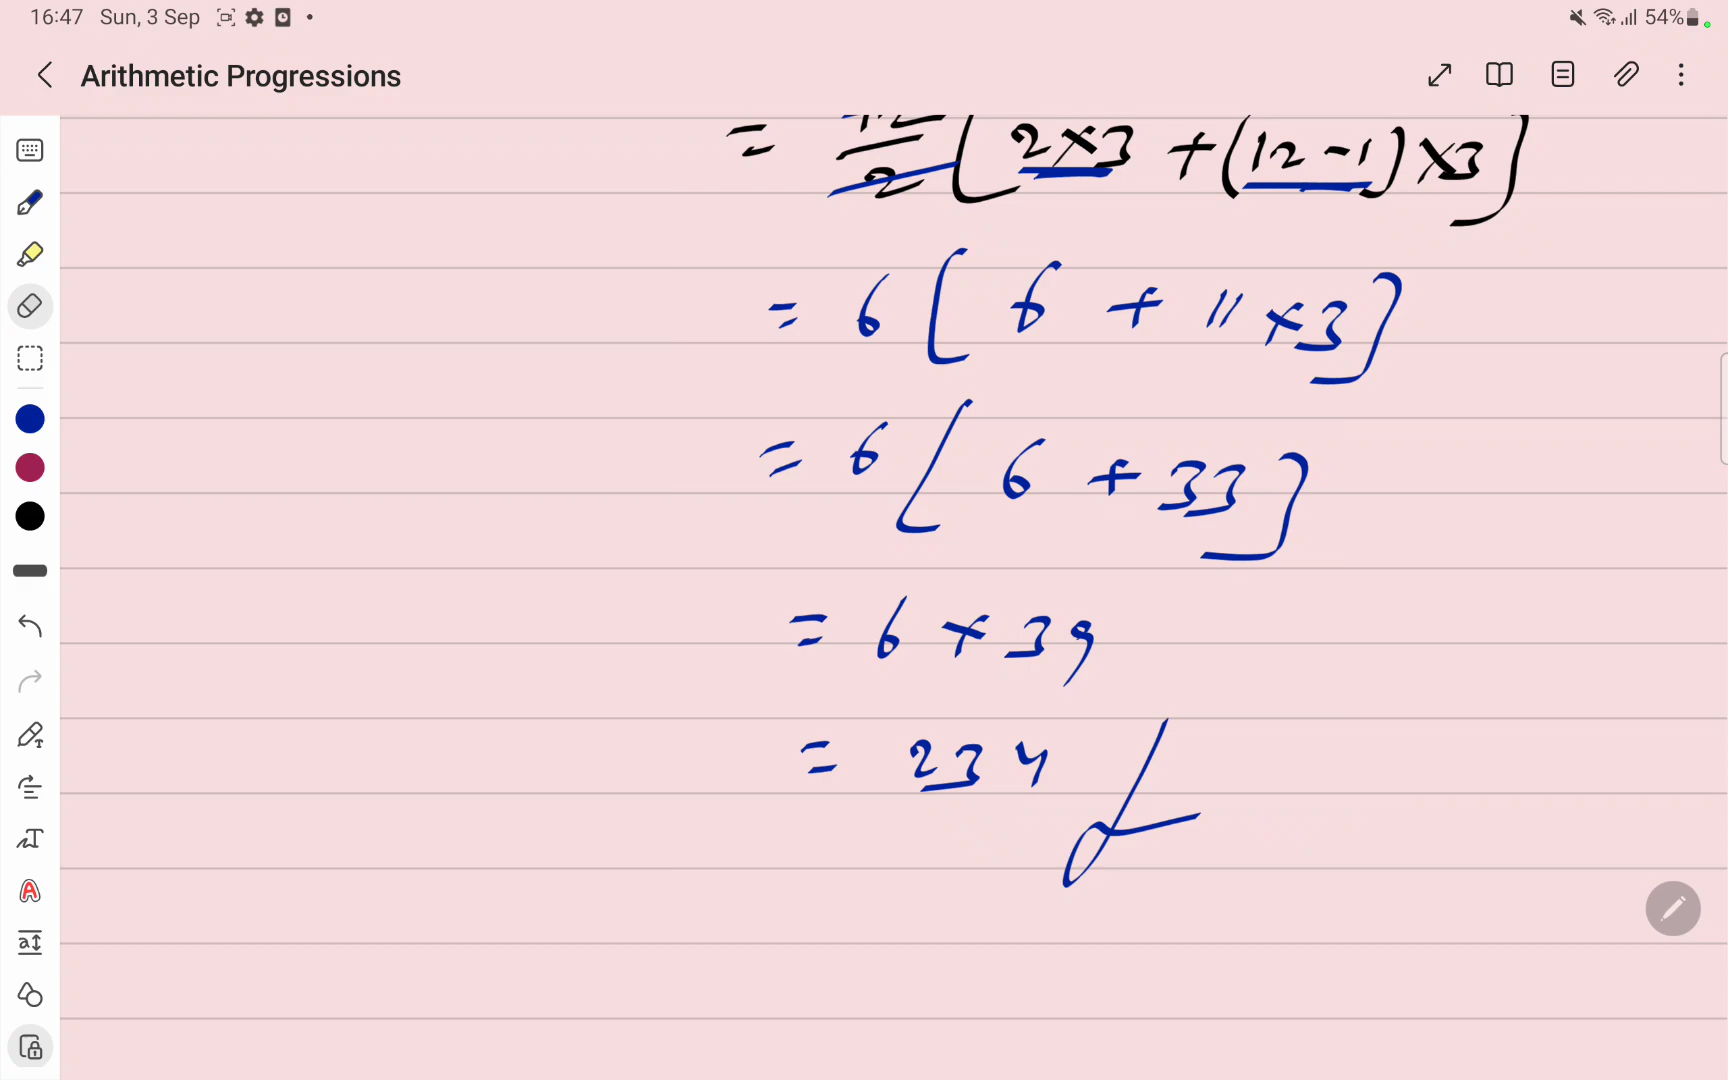 16:47 Sun, 3 Sep
54%
Arithmetic Progressions
= 12/2 [ 2×3 + (12-1)×3 ]
= 6 [ 6 + 11×3 ]
= 6 [ 6 + 33 ]
= 6 × 39
= 234